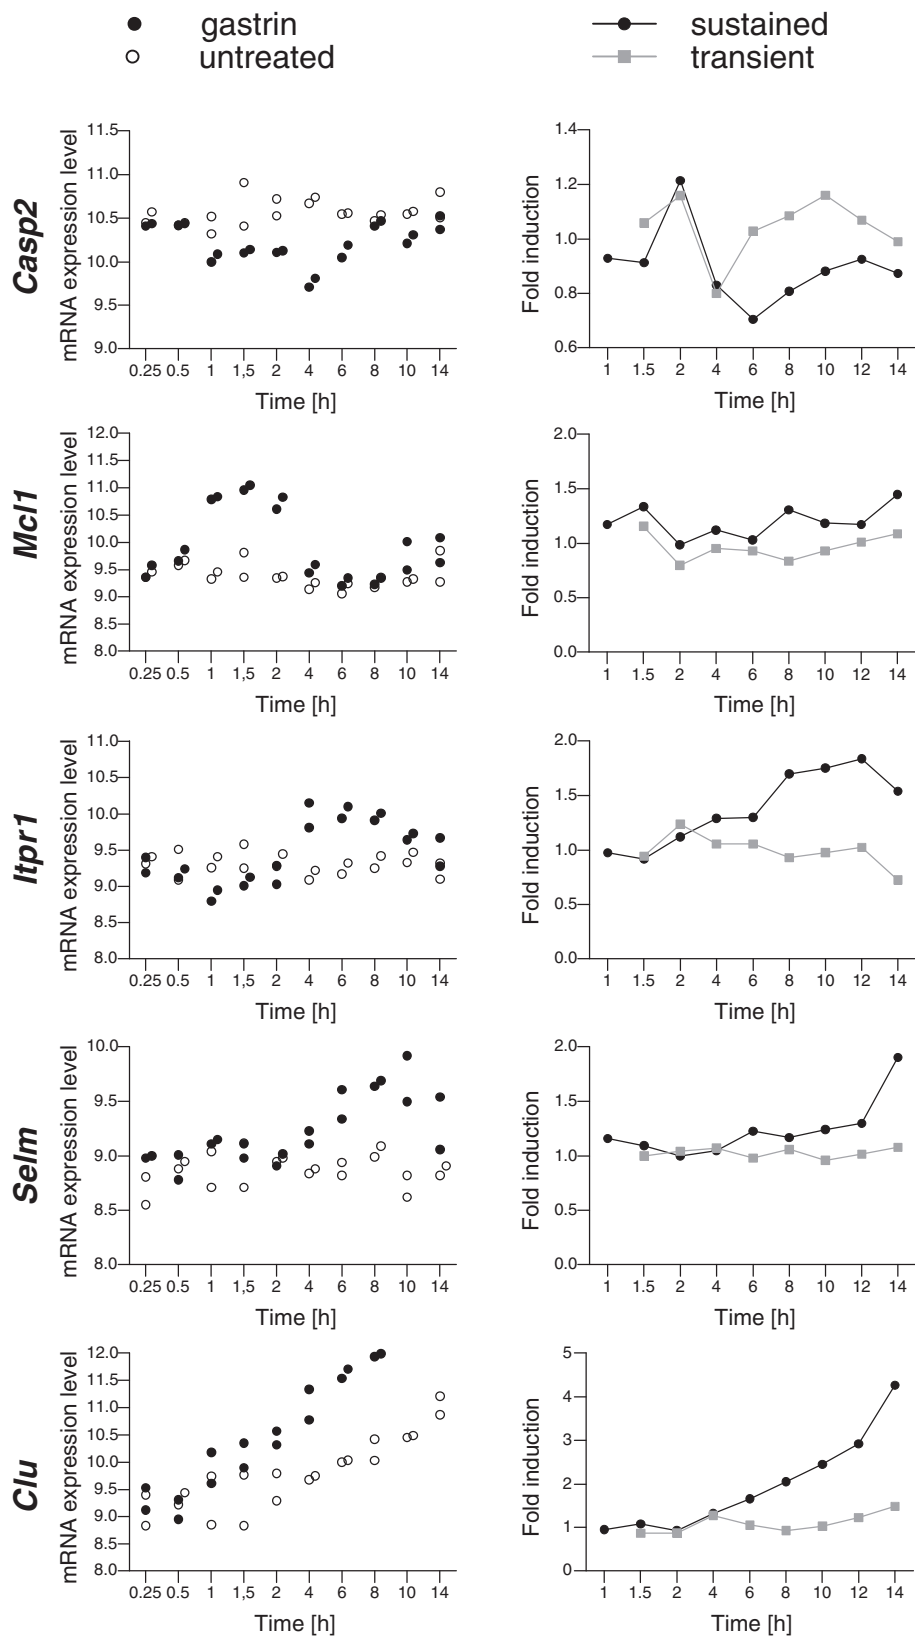 gastrin
untreated
sustained
transient
Casp2
mRNA expression level
11.5
11.0
10.5
10.0
9.5
9.0
0.25 0.5 1 1,5 2 4 6 8 10 14
Time [h]
Fold induction
1.4
1.2
1.0
0.8
0.6
1 1.5 2 4 6 8 10 12 14
Time [h]
Mcl1
mRNA expression level
12.0
11.5
11.0
10.5
10.0
9.5
9.0
8.5
8.0
0.25 0.5 1 1,5 2 4 6 8 10 14
Time [h]
Fold induction
2.0
1.5
1.0
0.5
0.0
1 1.5 2 4 6 8 10 12 14
Time [h]
Itpr1
mRNA expression level
11.0
10.5
10.0
9.5
9.0
8.5
8.0
0.25 0.5 1 1,5 2 4 6 8 10 14
Time [h]
Fold induction
2.0
1.5
1.0
0.5
0.0
1 1.5 2 4 6 8 10 12 14
Time [h]
Selm
mRNA expression level
10.0
9.5
9.0
8.5
8.0
0.25 0.5 1 1,5 2 4 6 8 10 14
Time [h]
Fold induction
2.0
1.5
1.0
0.5
0.0
1 1.5 2 4 6 8 10 12 14
Time [h]
Clu
mRNA expression level
12.0
11.5
11.0
10.5
10.0
9.5
9.0
8.5
8.0
0.25 0.5 1 1,5 2 4 6 8 10 14
Time [h]
Fold induction
5
4
3
2
1
0
1 1.5 2 4 6 8 10 12 14
Time [h]